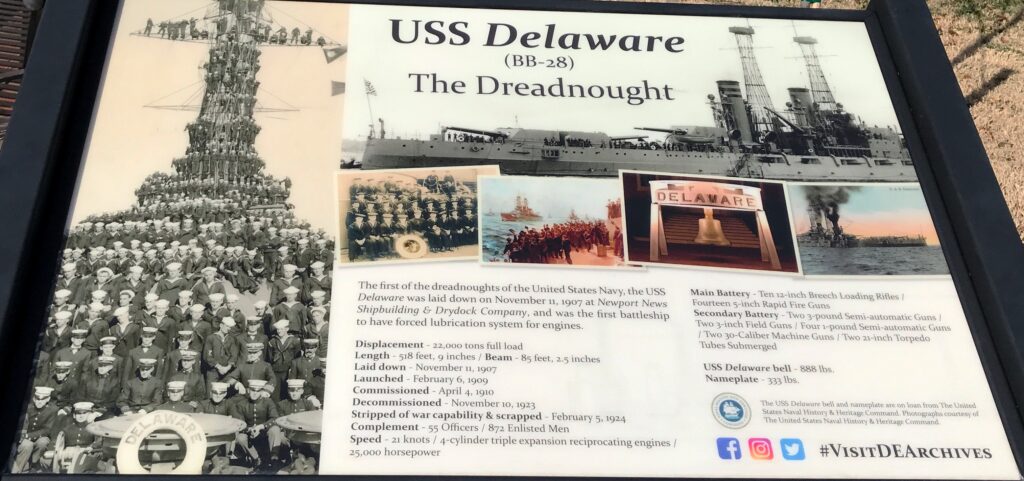 USS Delaware
(BB-28)
The Dreadnought
DELAWARE
The first of the dreadnoughts of the United States Navy, the USS
Delaware was laid down on November 11, 1907 at Newport News
Shipbuilding & Drydock Company, and was the first battleship
to have forced lubrication system for engines.
Displacement - 22,000 tons full load
Length - 518 feet, 9 inches / Beam - 85 feet, 2.5 inches
Laid down - November 11, 1907
Launched - February 6, 1909
Commissioned - April 4, 1910
Decommissioned - November 10, 1923
Stripped of war capability & scrapped - February 5, 1924
Complement - 55 Officers / 872 Enlisted Men
Speed - 21 knots / 4-cylinder triple expansion reciprocating engines /
25,000 horsepower
Main Battery - Ten 12-inch Breech Loading Rifles /
Fourteen 5-inch Rapid Fire Guns
Secondary Battery - Two 3-pound Semi-automatic Guns /
Two 3-inch Field Guns / Four 1-pound Semi-automatic Guns
/ Two 30-Caliber Machine Guns / Two 21-inch Torpedo
Tubes Submerged
USS Delaware bell - 888 lbs.
Nameplate - 333 lbs.
The USS Delaware bell and nameplate are on loan from The United
States Naval History & Heritage Command. Photographs courtesy of
The United States Naval History & Heritage Command.
#VisitDEArchives
DELAWARE